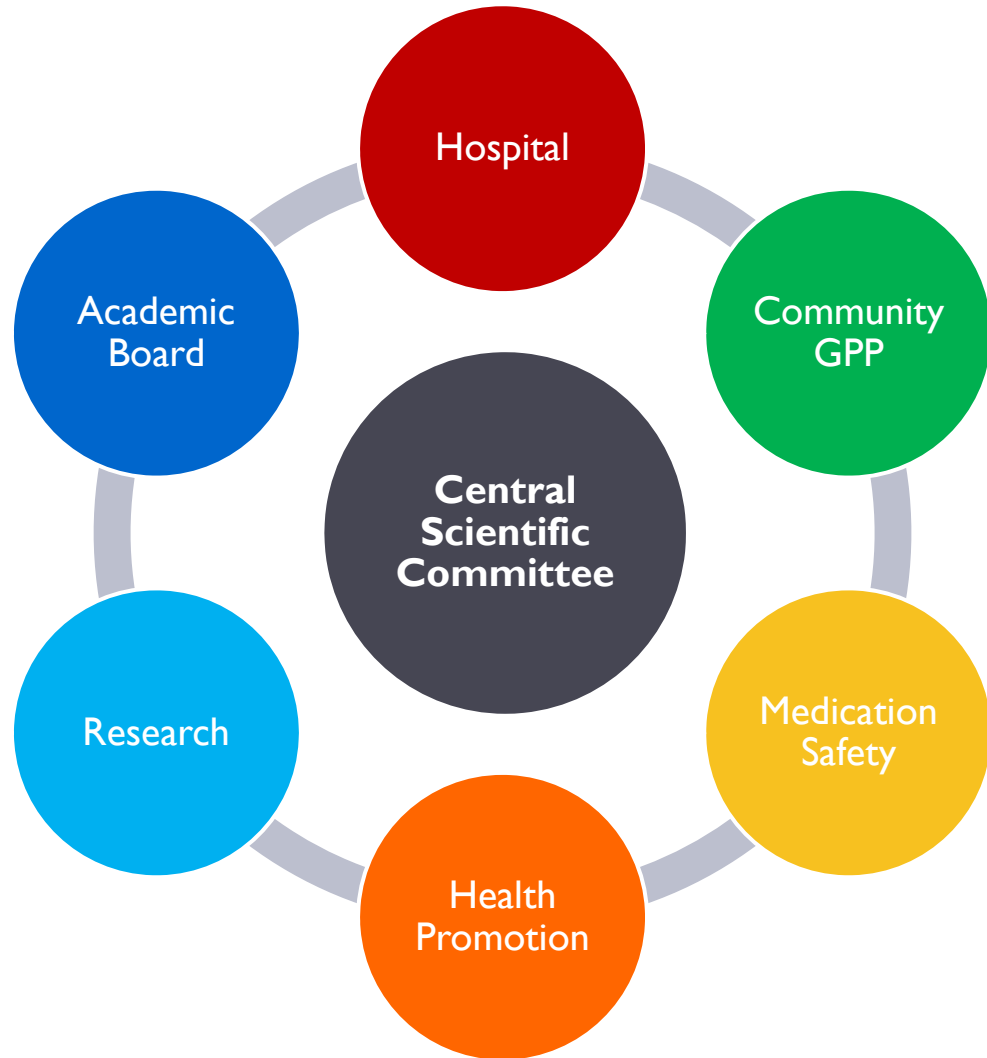 Hospital
Academic
Board
Community
GPP
Central
Scientific
Committee
Research
Medication
Safety
Health
Promotion